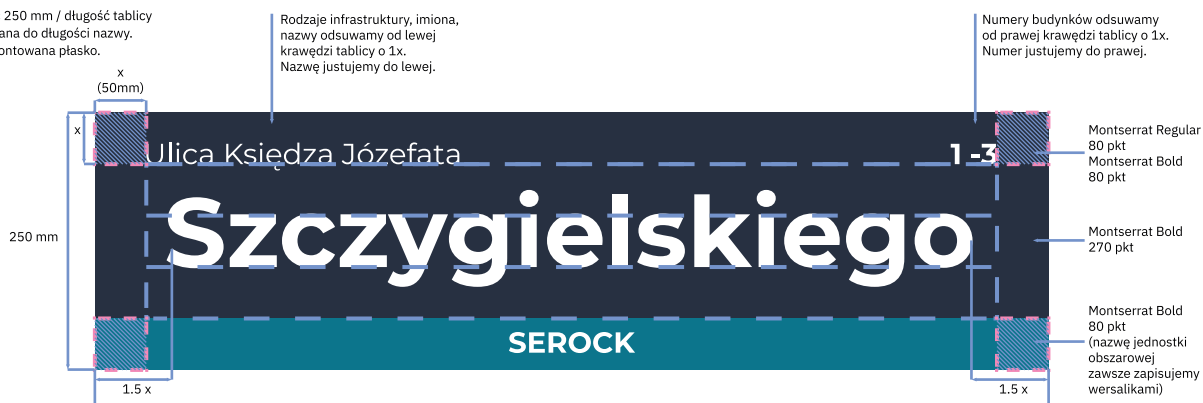 250 mm / długość tablicy
ana do długości nazwy.
ontowana płasko.
Rodzaje infrastruktury, imiona,
nazwy odsuwamy od lewej
krawędzi tablicy o 1x.
Nazwę justujemy do lewej.
Numery budynków odsuwamy
od prawej krawędzi tablicy o 1x.
Numer justujemy do prawej.
x
(50mm)
x
Ulica Księdza Józefata
1 -3
Montserrat Regular
80 pkt
Montserrat Bold
80 pkt
250 mm
Szczygielskiego
Montserrat Bold
270 pkt
SEROCK
Montserrat Bold
80 pkt
(nazwę jednostki
obszarowej
zawsze zapisujemy
wersalikami)
1.5 x
1.5 x